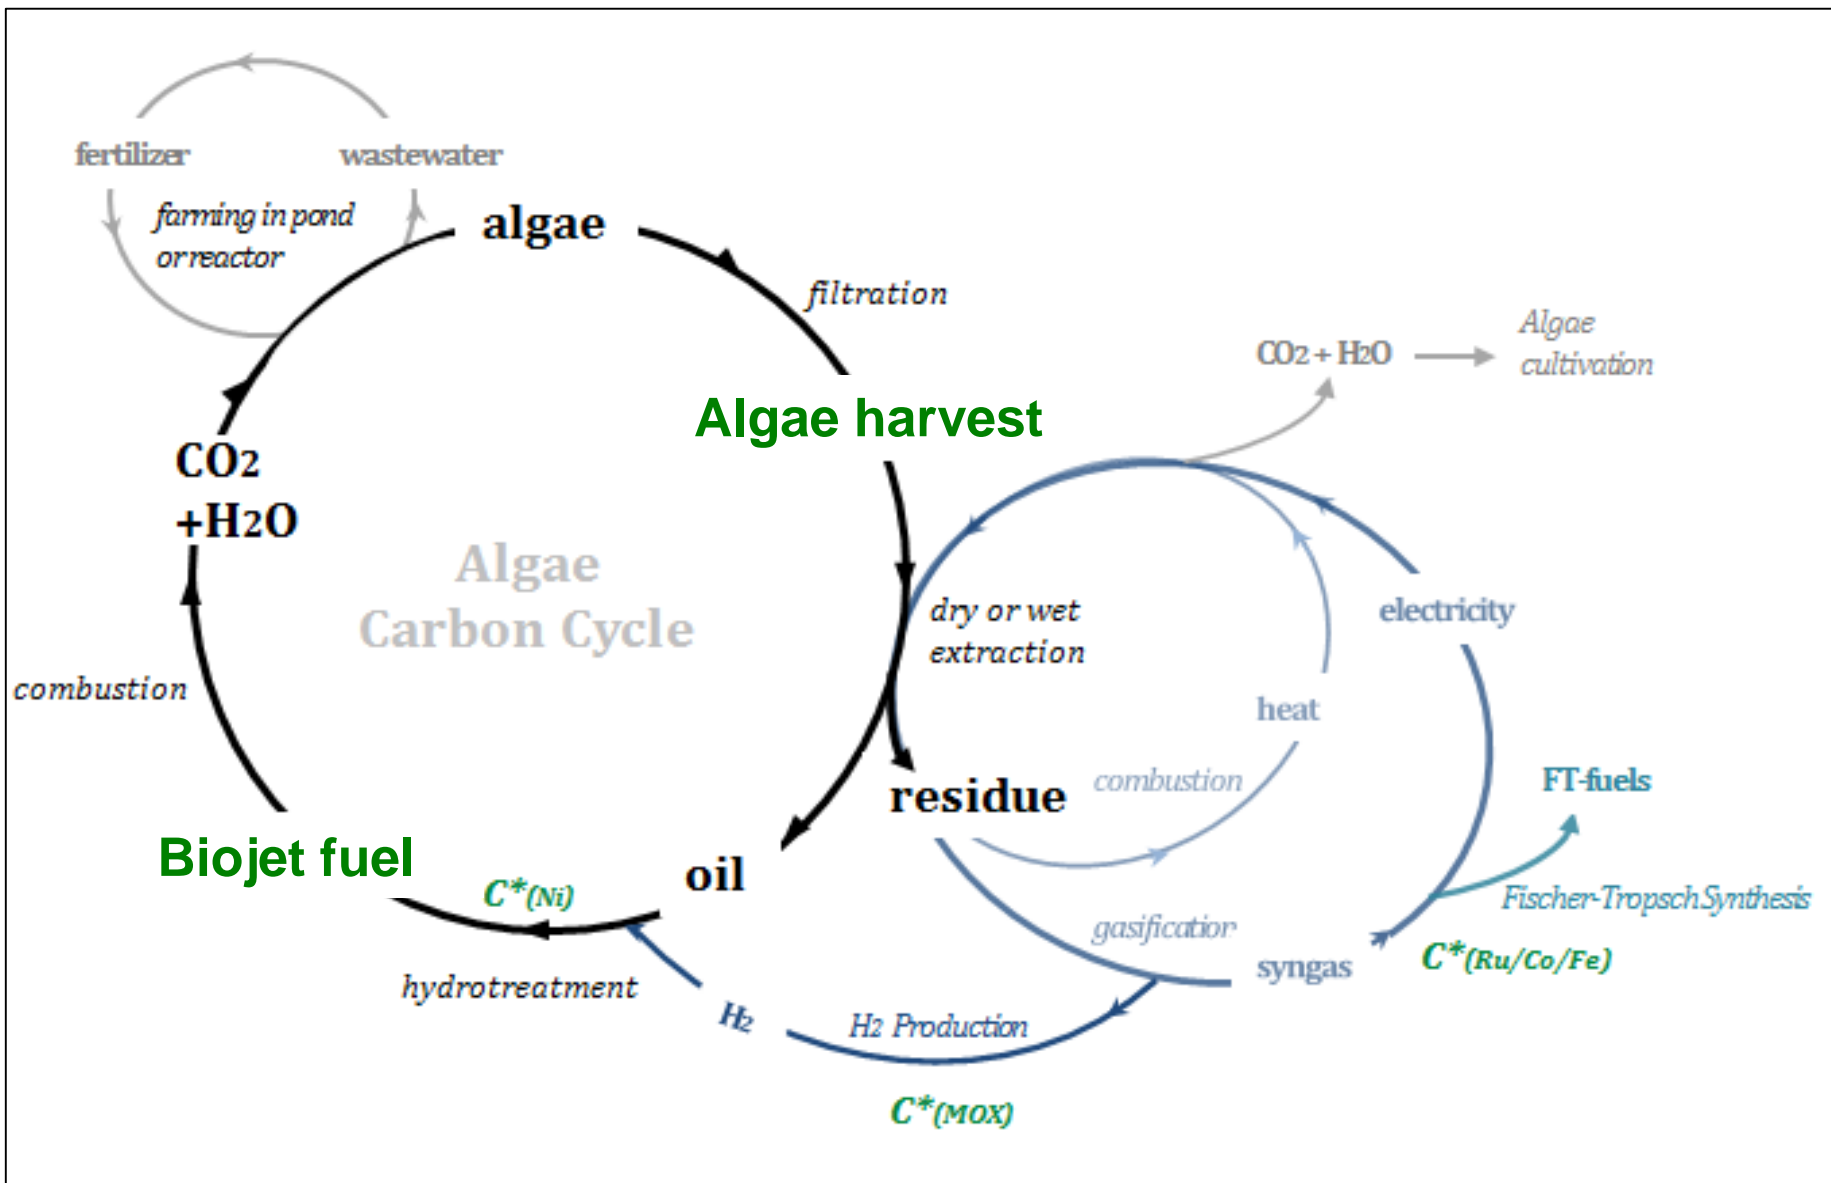 fertilizer
wastewater
farming in pond
or reactor
algae
filtration
Algae
cultivation
CO2 + H2O
Algae harvest
CO2
+H2O
Algae
Carbon Cycle
dry or wet
extraction
electricity
combustion
heat
residue
combustion
FT-fuels
Biojet fuel
oil
C*(Ni)
Fischer-Tropsch Synthesis
gasification
syngas
C*(Ru/Co/Fe)
hydrotreatment
H2
H2 Production
C*(MOX)